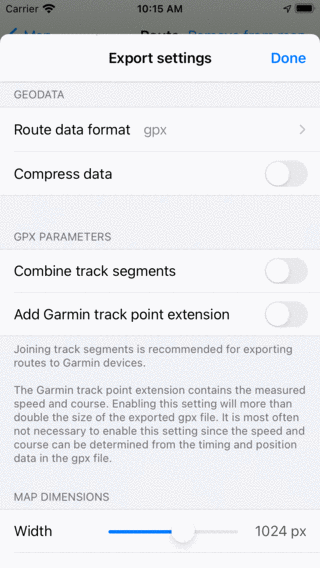 Carrier 10:15 AM
Export settings Done
GEODATA
Route data format gpx
Compress data
GPX PARAMETERS
Combine track segments
Add Garmin track point extension
Joining track segments is recommended for exporting
routes to Garmin devices.
The Garmin track point extension contains the measured
speed and course. Enabling this setting will more than
double the size of the exported gpx file. It is most often
not necessary to enable this setting since the speed and
course can be determined from the timing and position
data in the gpx file.
MAP DIMENSIONS
Width 1024 px